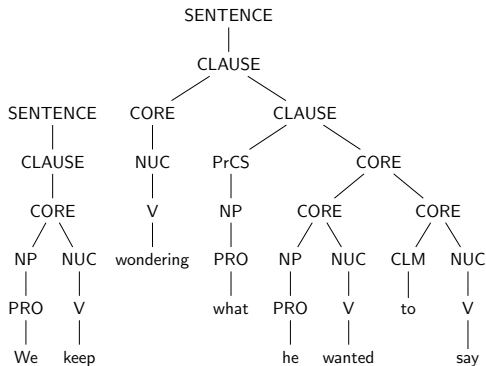 SENTENCE
CLAUSE
SENTENCE CORE CLAUSE
CLAUSE NUC PrCS CORE
CORE V NP CORE CORE
NP NUC wondering PRO NP NUC CLM NUC
PRO V what PRO V to V
We keep he wanted say